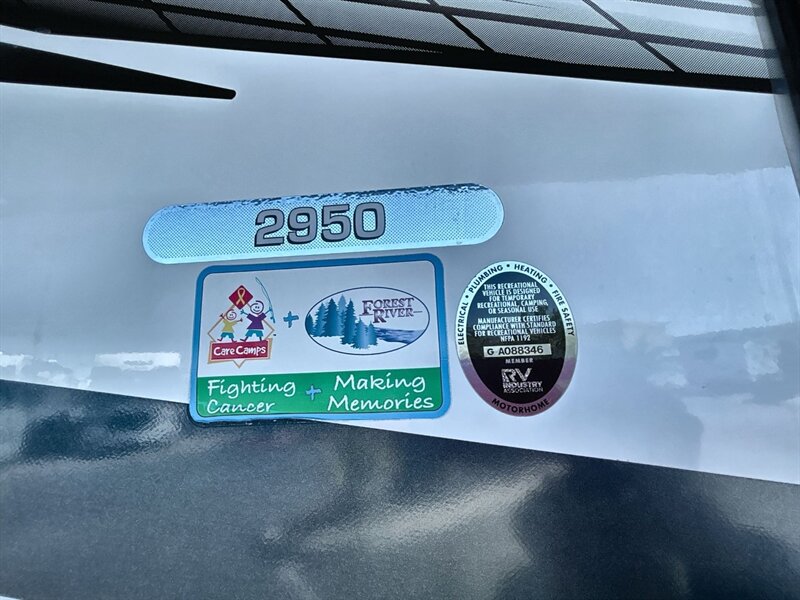 2950
Care Camps
+
FOREST
RIVER
Fighting
Cancer
+
Making
Memories
ELECTRICAL • PLUMBING • HEATING • FIRE SAFETY
THIS RECREATIONAL
VEHICLE IS DESIGNED
FOR TEMPORARY
RECREATIONAL, CAMPING,
OR SEASONAL USE
MANUFACTURER CERTIFIES
COMPLIANCE WITH STANDARD
FOR RECREATIONAL VEHICLES
NFPA 1192
G A088346
MEMBER
RV
INDUSTRY
ASSOCIATION
MOTORHOME